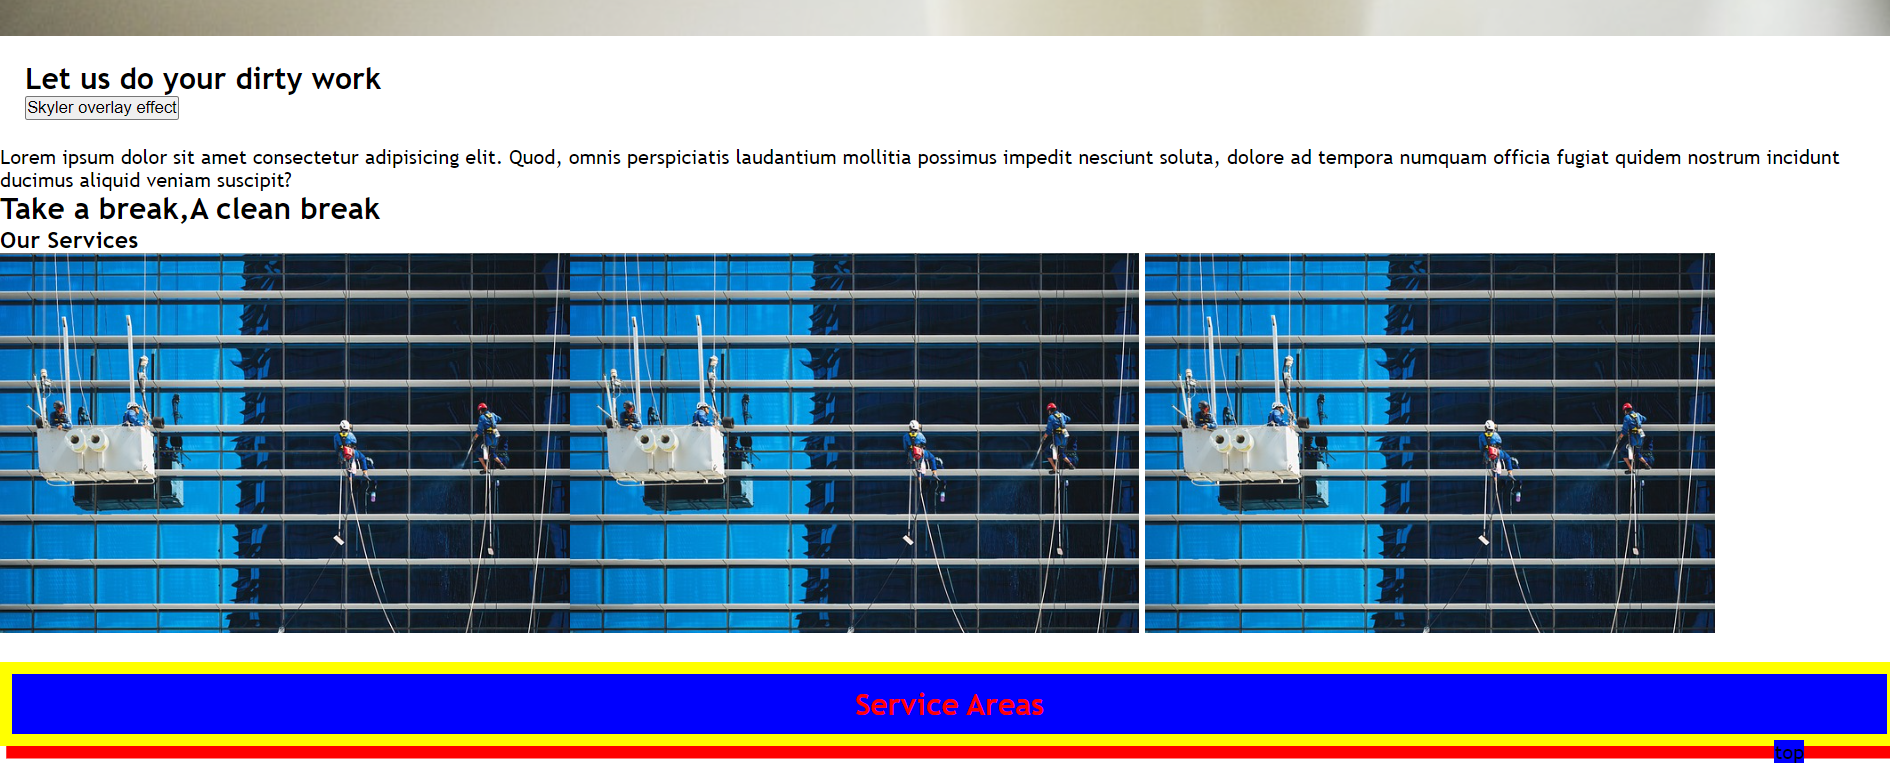 Let us do your dirty work
Skyler overlay effect
Lorem ipsum dolor sit amet consectetur adipisicing elit. Quod, omnis perspiciatis laudantium mollitia possimus impedit nesciunt soluta, dolore ad tempora numquam officia fugiat quidem nostrum incidunt
ducimus aliquid veniam suscipit?
Take a break,A clean break
Our Services
Service Areas
top